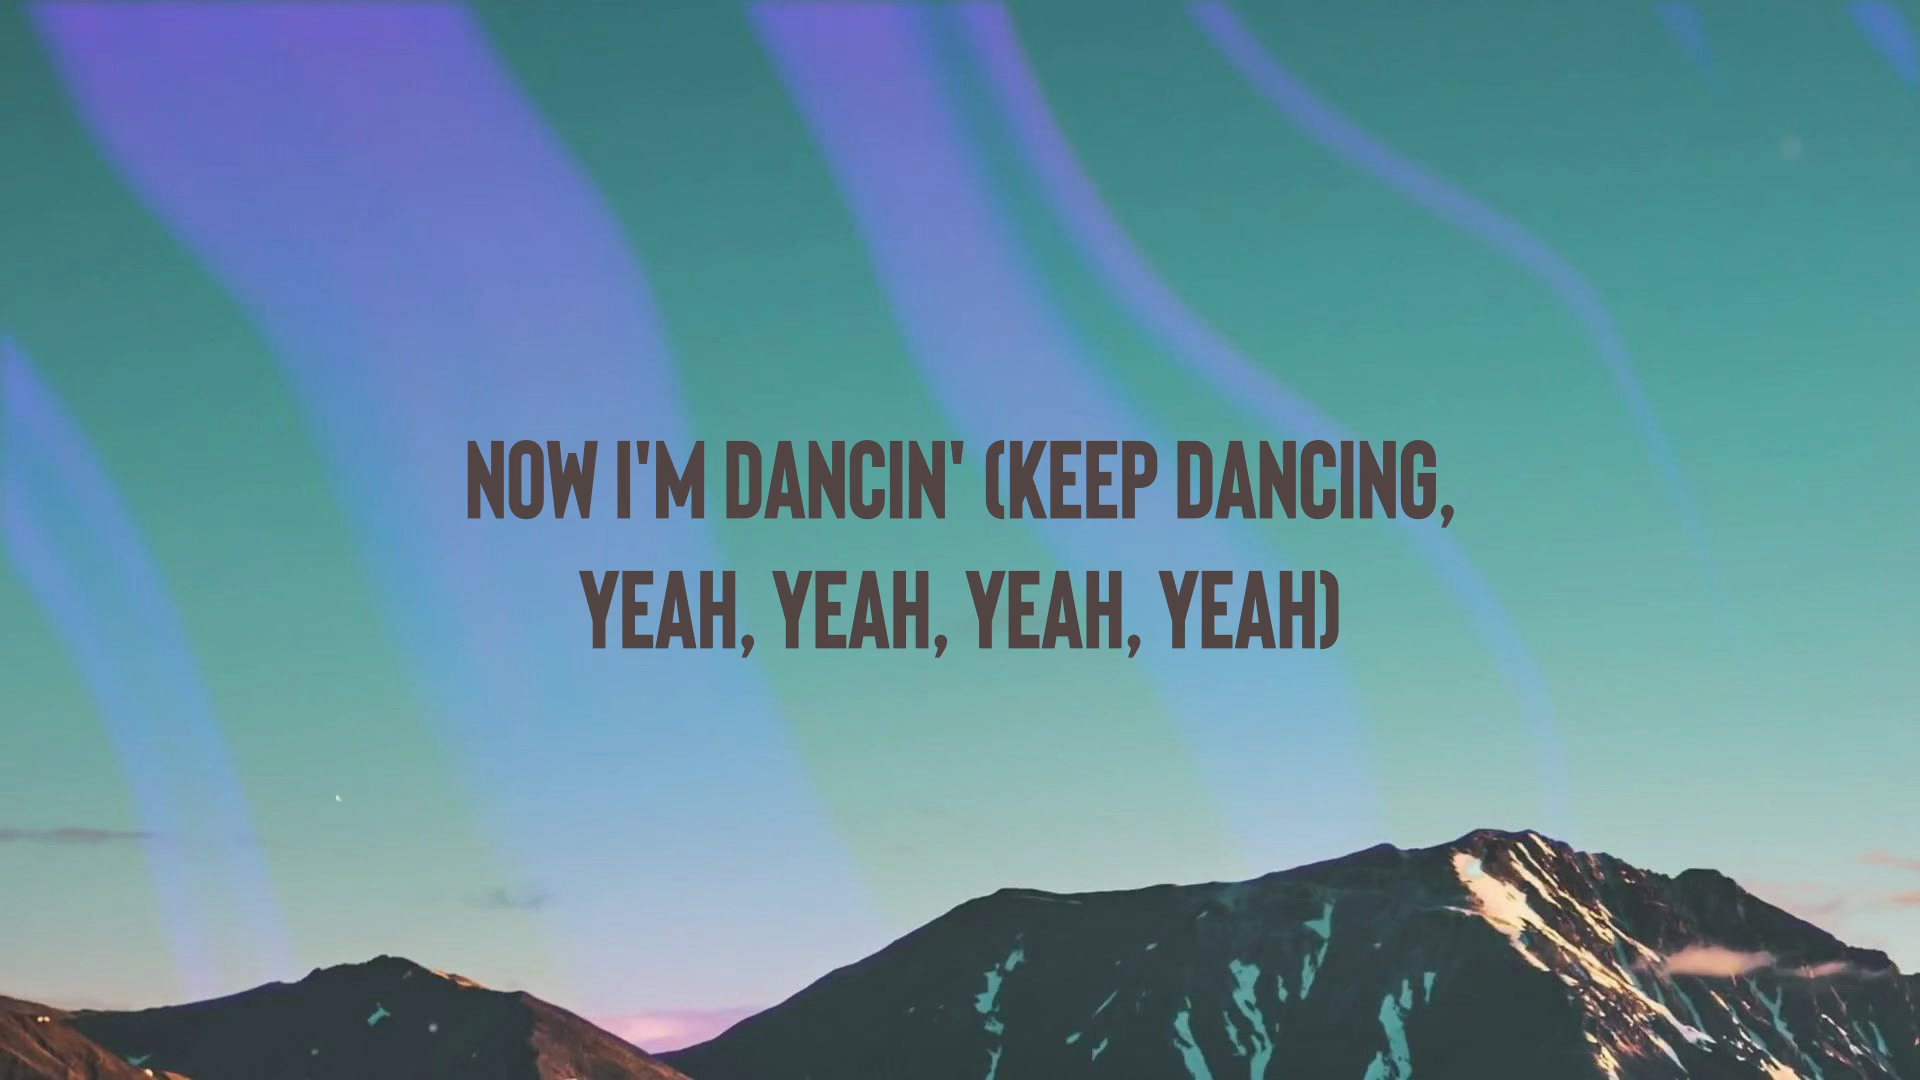 NOW I'M DANCIN' (KEEP DANCING,
YEAH, YEAH, YEAH, YEAH)